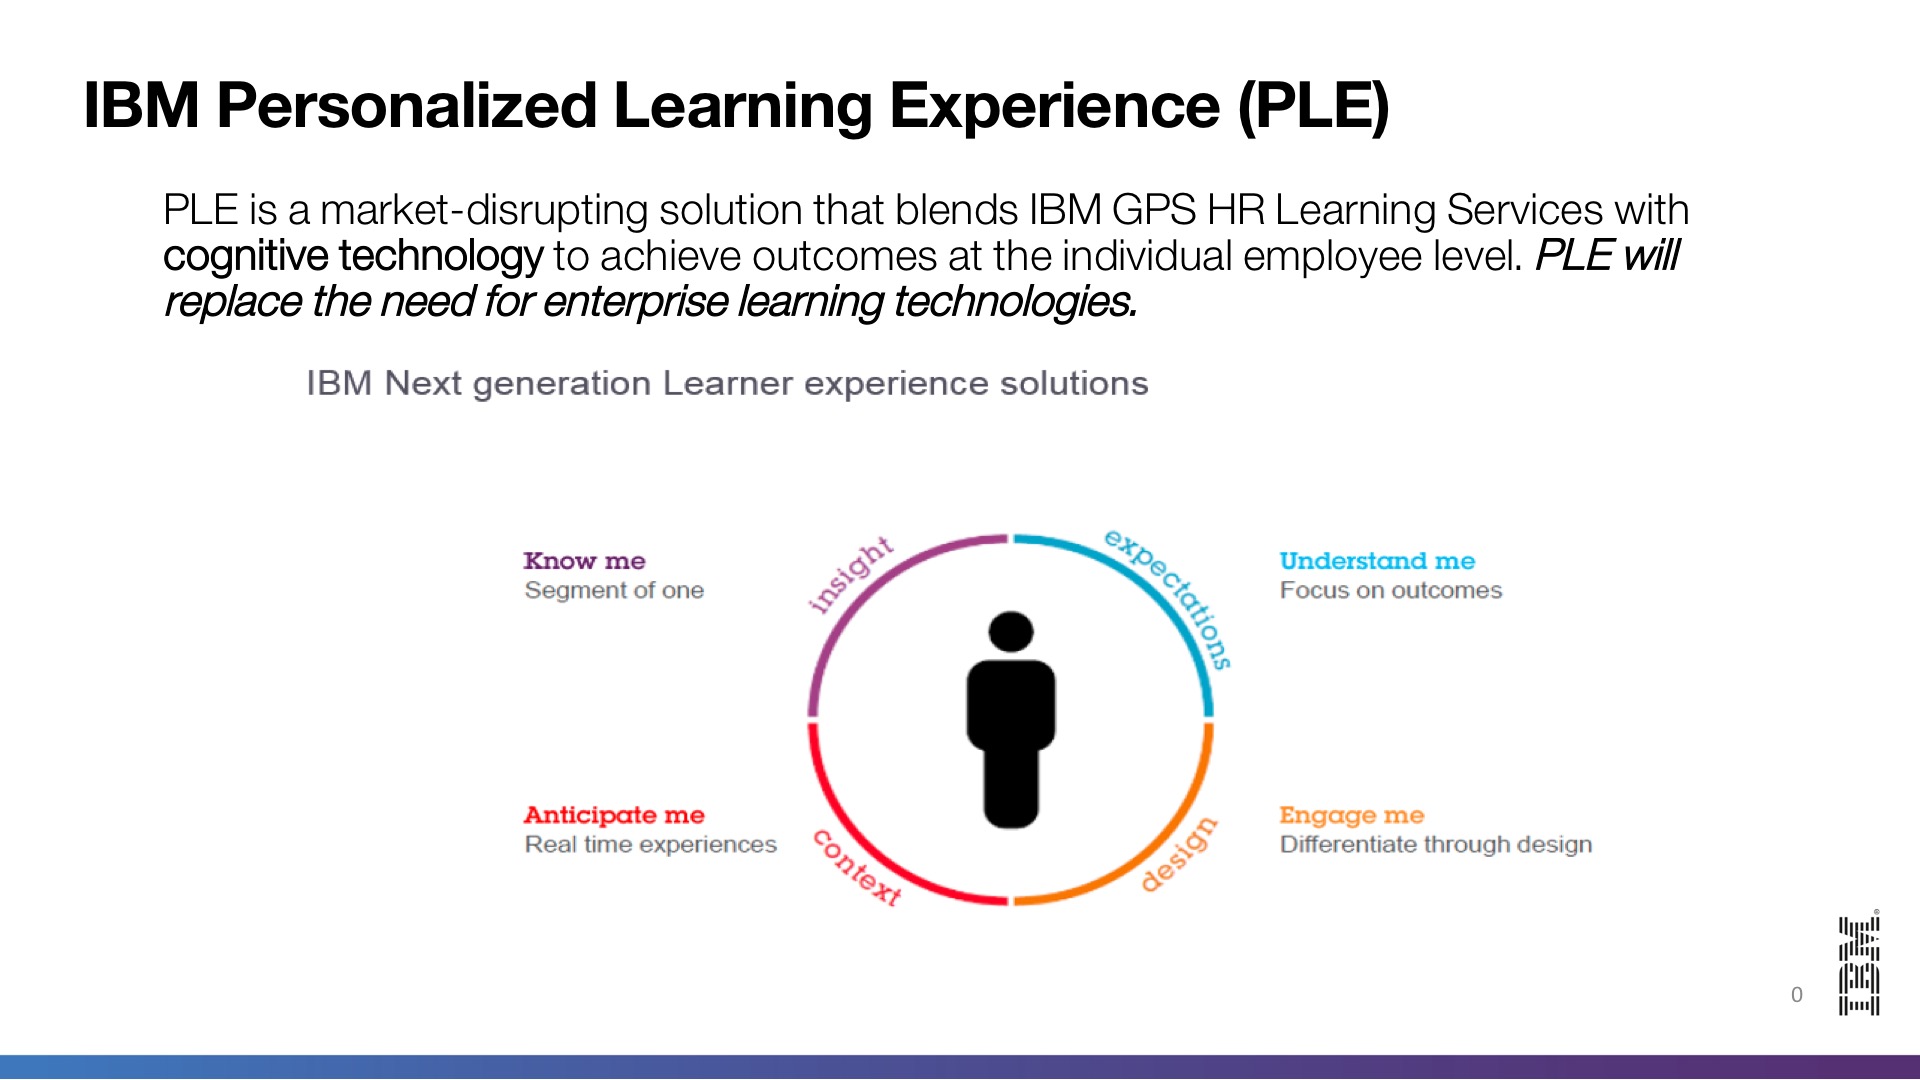 IBM Personalized Learning Experience (PLE)
PLE is a market-disrupting solution that blends IBM GPS HR Learning Services with
cognitive technology to achieve outcomes at the individual employee level. PLE will
replace the need for enterprise learning technologies.
IBM Next generation Learner experience solutions
Know me
Segment of one
insight
expectations
Understand me
Focus on outcomes
Anticipate me
Real time experiences
context
design
Engage me
Differentiate through design
0
IBM®